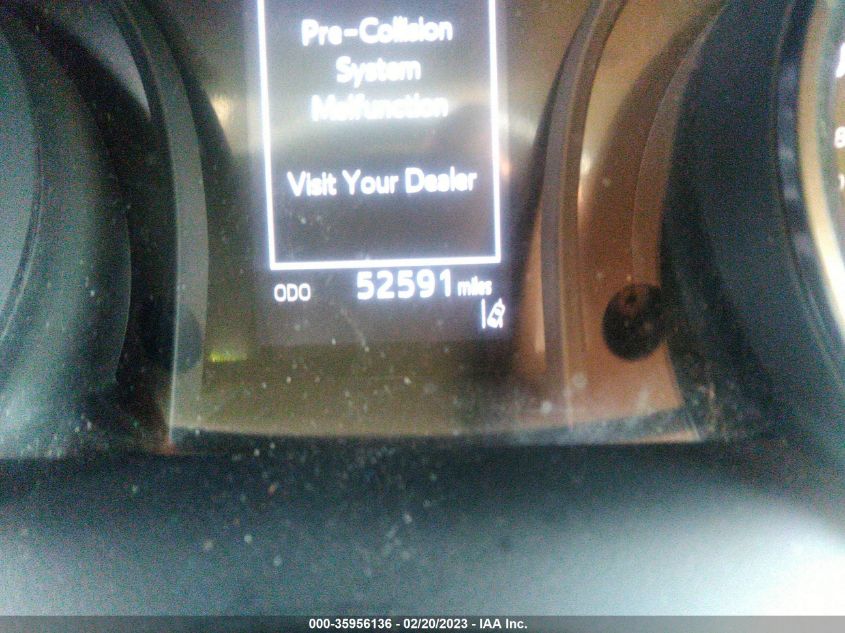 Pre-Collision
System
Malfunction
Visit Your Dealer
ODO 52591 miles
000-35956136 - 02/20/2023 - IAA Inc.